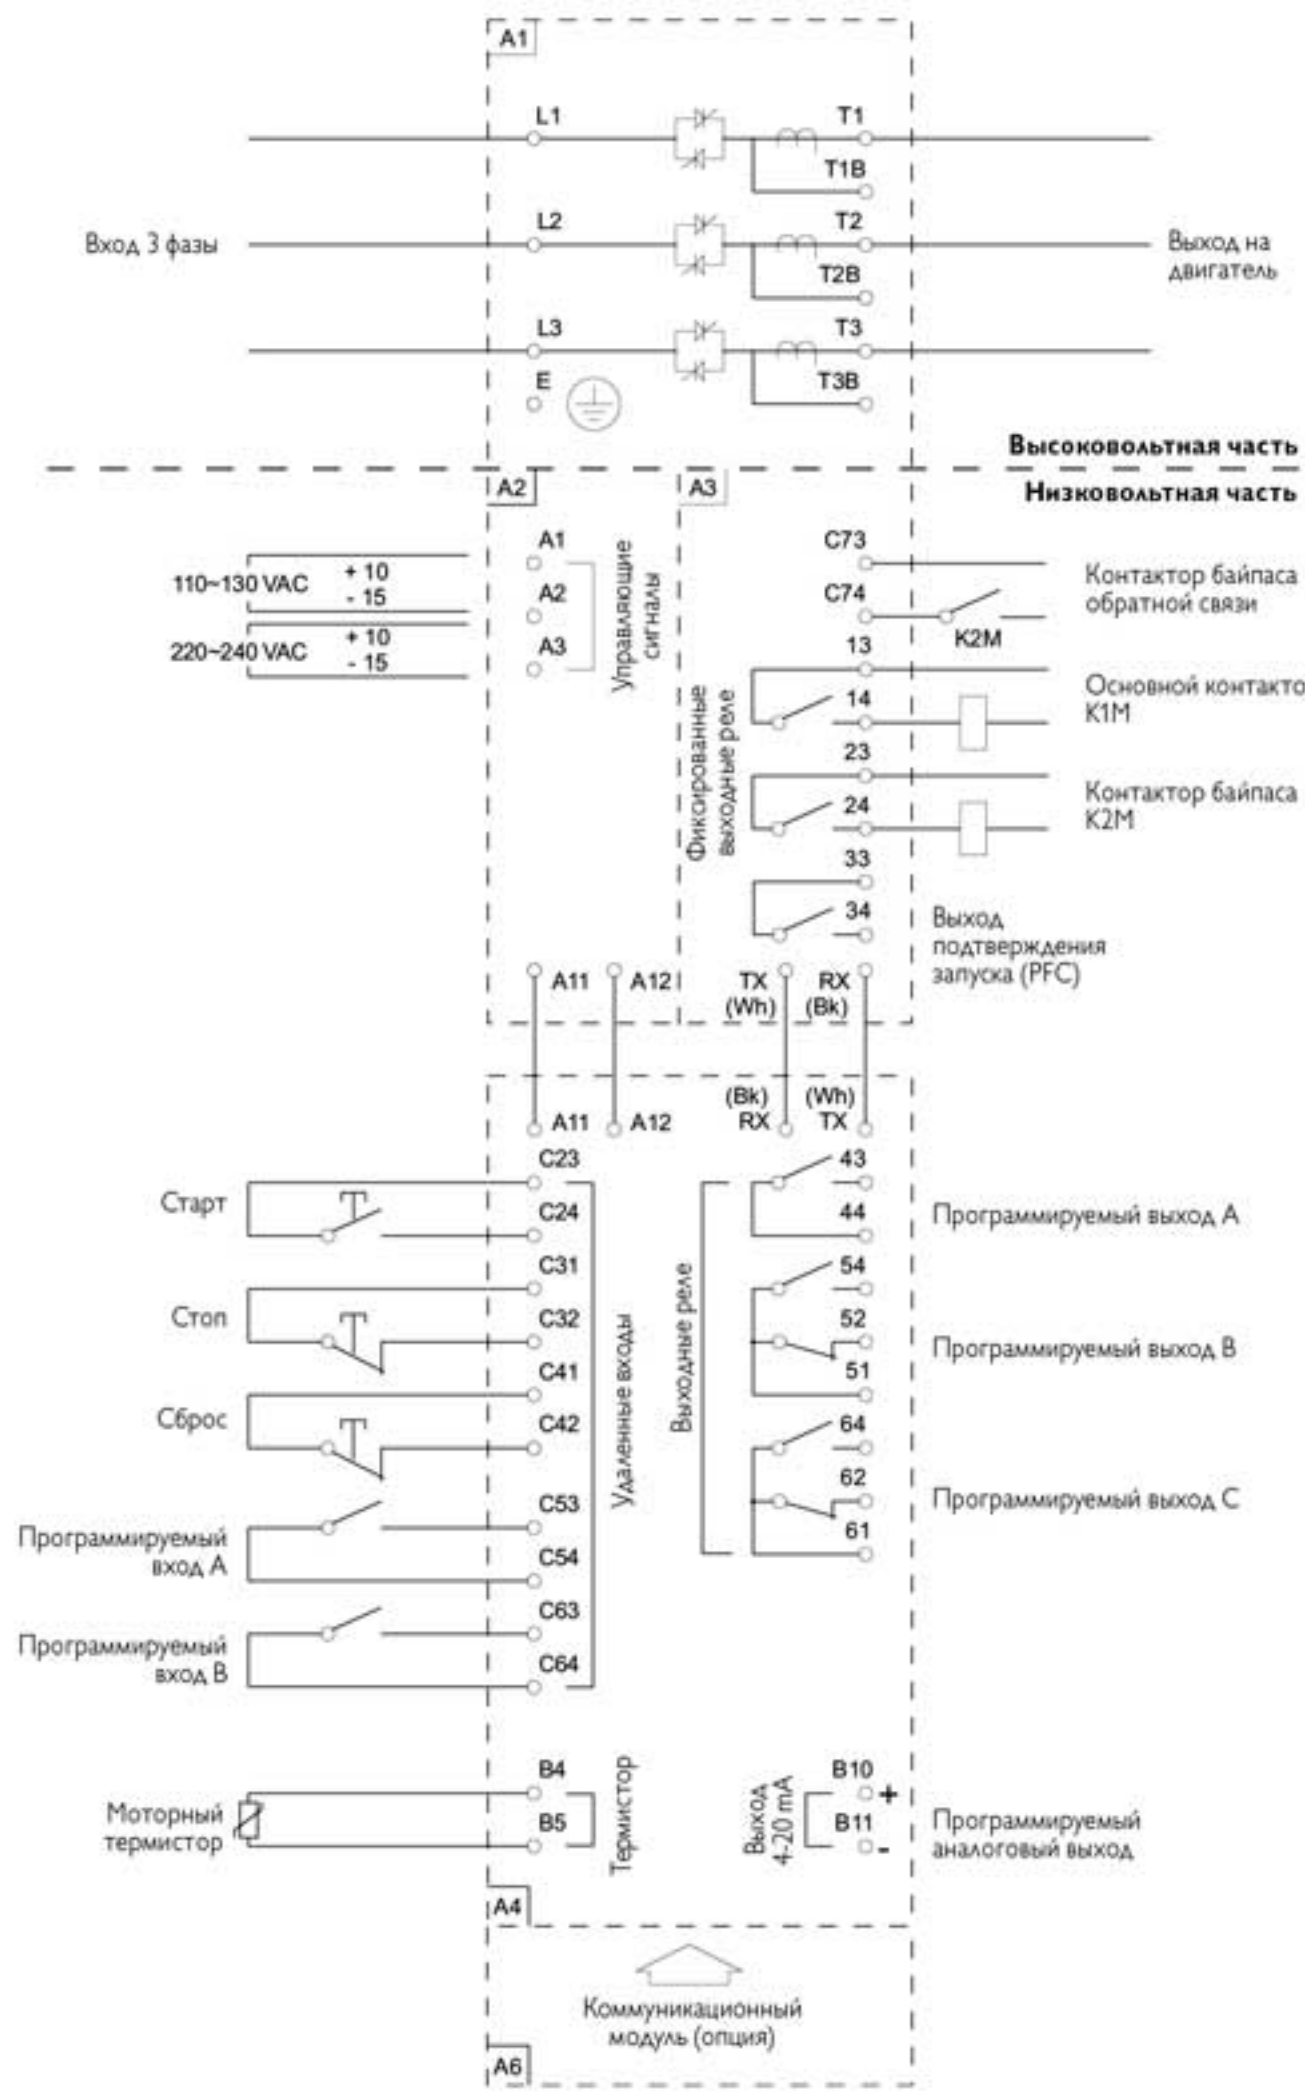 A1
L1
T1
T1B
L2
T2
Вход 3 фазы
Выход на
двигатель
T2B
L3
T3
E
T3B
Высоковольтная часть
A2
A3
Низковольтная часть
A1
C73
110~130 VAC
+ 10
- 15
A2
C74
Контактор байпаса
обратной связи
220~240 VAC
+ 10
- 15
A3
Управляющие
сигналы
K2M
13
14
Основной контакто
K1M
Фиксированные
выходные реле
23
24
Контактор байпаса
K2M
33
34
Выход
подтверждения
запуска (PFC)
A11
A12
TX
(Wh)
RX
(Bk)
(Bk)
RX
(Wh)
TX
A11
A12
C23
43
Старт
C24
44
Программируемый выход A
C31
54
Стоп
C32
52
Программируемый выход B
C41
51
Сброс
C42
64
Удаленные входы
Выходные реле
C53
62
Программируемый выход C
Программируемый
вход A
61
C54
C63
Программируемый
вход B
C64
B4
B10
+
Моторный
термистор
B5
Термистор
Выход
4-20 mA
B11
-
Программируемый
аналоговый выход
A4
Коммуникационный
модуль (опция)
A6